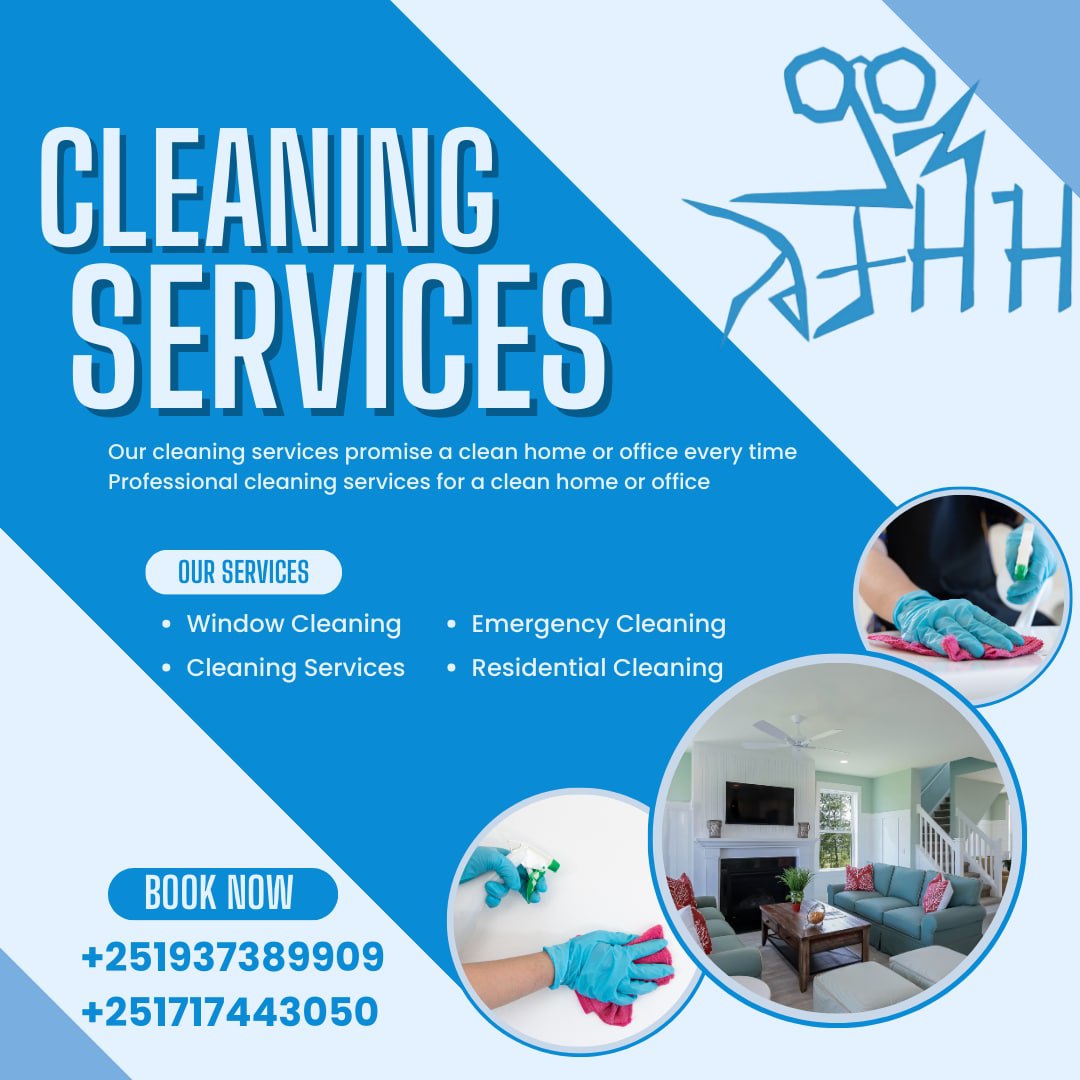 CLEANING
SERVICES
Our cleaning services promise a clean home or office every time
Professional cleaning services for a clean home or office
OUR SERVICES
• Window Cleaning
• Cleaning Services
• Emergency Cleaning
• Residential Cleaning
BOOK NOW
+251937389909
+251717443050